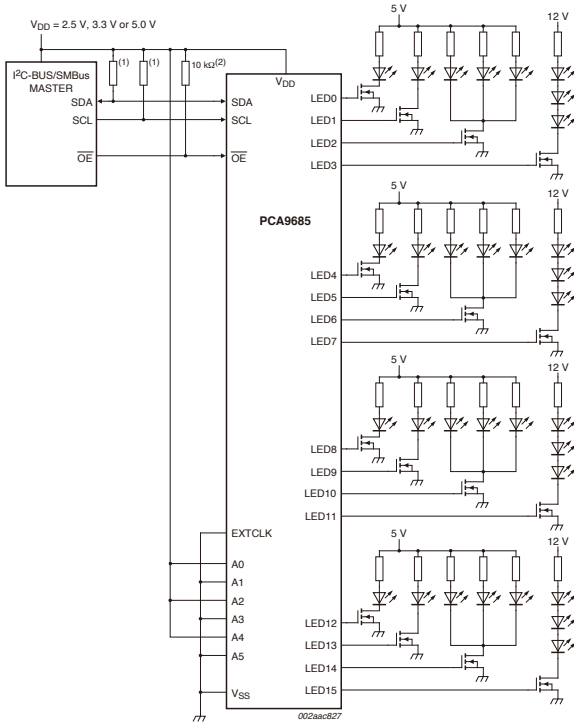 V_DD = 2.5 V, 3.3 V or 5.0 V
I²C-BUS/SMBus
MASTER
SDA
SCL
OE
(1)
(1)
10 kΩ(2)
V_DD
SDA
SCL
OE
PCA9685
EXTCLK
A0
A1
A2
A3
A4
A5
V_SS
LED0
LED1
LED2
LED3
5 V
12 V
LED4
LED5
LED6
LED7
5 V
12 V
LED8
LED9
LED10
LED11
5 V
12 V
LED12
LED13
LED14
LED15
5 V
12 V
002aac827